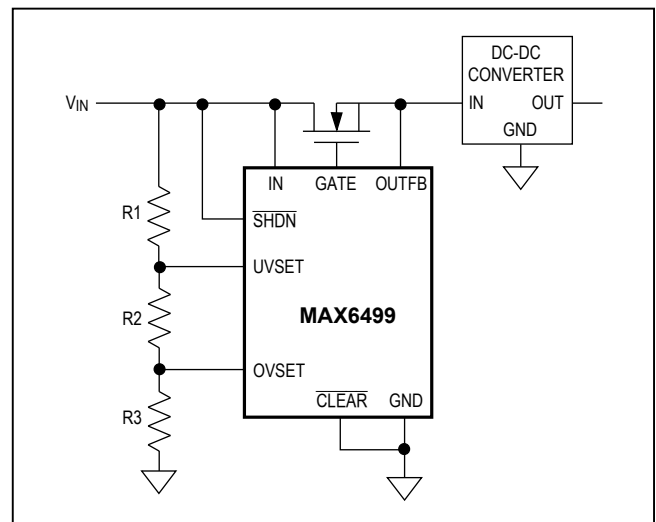 DC-DC
CONVERTER
IN OUT
GND
VIN
IN GATE OUTFB
R1
SHDN
UVSET
R2
MAX6499
OVSET
R3
CLEAR GND